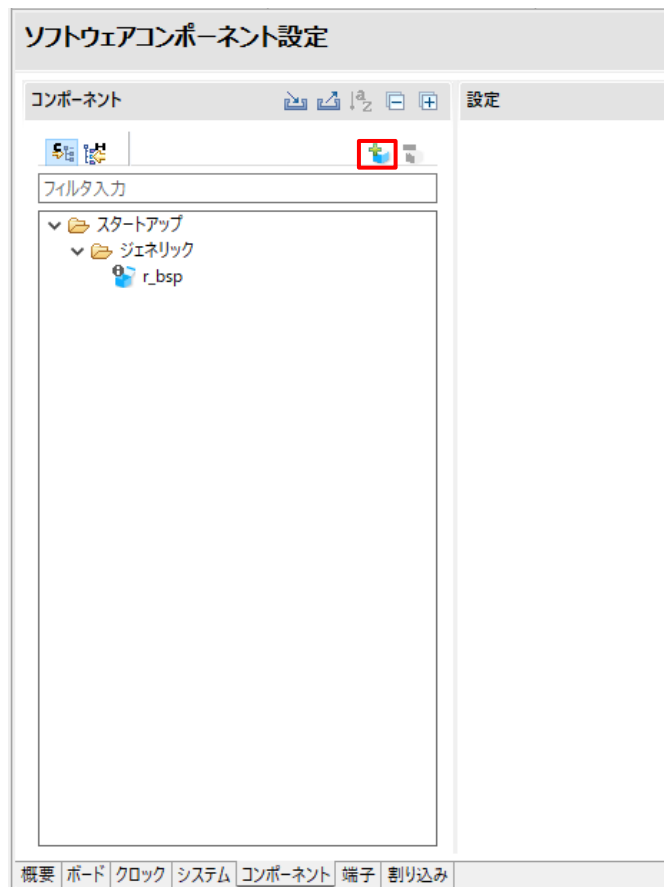 ソフトウェアコンポーネント設定
コンポーネント
設定
フィルタ入力
スタートアップ
ジェネリック
r_bsp
概要 ボード クロック システム コンポーネント 端子 割り込み